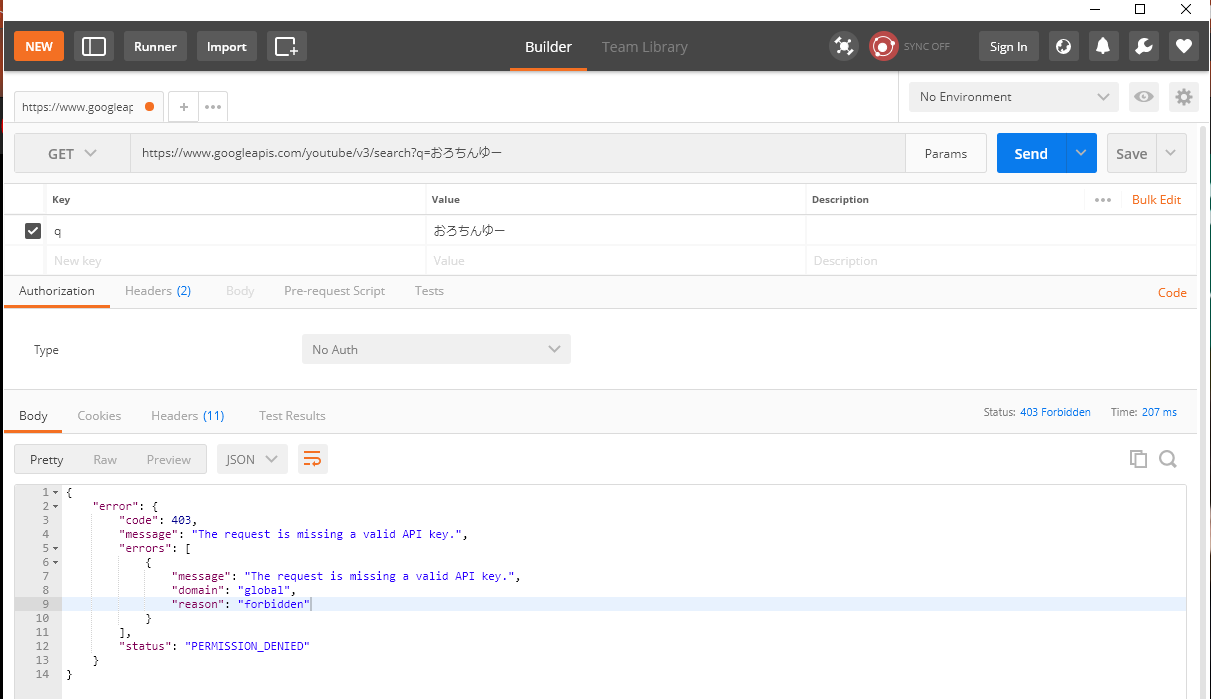 NEW Runner Import Builder Team Library SYNC OFF Sign In
https://www.googleap + ••• No Environment
GET https://www.googleapis.com/youtube/v3/search?q=おろちんゆー Params Send Save
Key Value Description ••• Bulk Edit
q おろちんゆー
New key Value Description
Authorization Headers (2) Body Pre-request Script Tests Code
Type No Auth
Body Cookies Headers (11) Test Results Status: 403 Forbidden Time: 207 ms
Pretty Raw Preview JSON
1 {
2 "error": {
3 "code": 403,
4 "message": "The request is missing a valid API key.",
5 "errors": [
6 {
7 "message": "The request is missing a valid API key.",
8 "domain": "global",
9 "reason": "forbidden"
10 }
11 ],
12 "status": "PERMISSION_DENIED"
13 }
14 }